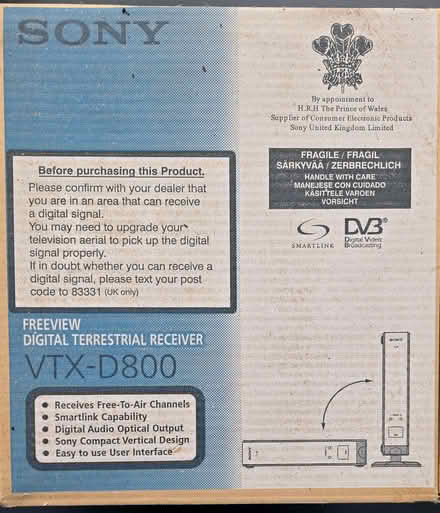 SONY
By appointment to
H.R.H The Prince of Wales
Supplier of Consumer Electronic Products
Sony United Kingdom Limited
Before purchasing this Product.
Please confirm with your dealer that
you are in an area that can receive
a digital signal.
You may need to upgrade your
television aerial to pick up the digital
signal properly.
If in doubt whether you can receive a
digital signal, please text your post
code to 83331 (UK only)
FRAGILE / FRAGIL
SÄRKYVÄÄ / ZERBRECHLICH
HANDLE WITH CARE
MANEJESE CON CUIDADO
KÄSITTELE VAROEN
VORSICHT
SMARTLINK
DVB®
Digital Video
Broadcasting
FREEVIEW
DIGITAL TERRESTRIAL RECEIVER
VTX-D800
• Receives Free-To-Air Channels
• Smartlink Capability
• Digital Audio Optical Output
• Sony Compact Vertical Design
• Easy to use User Interface
SONY